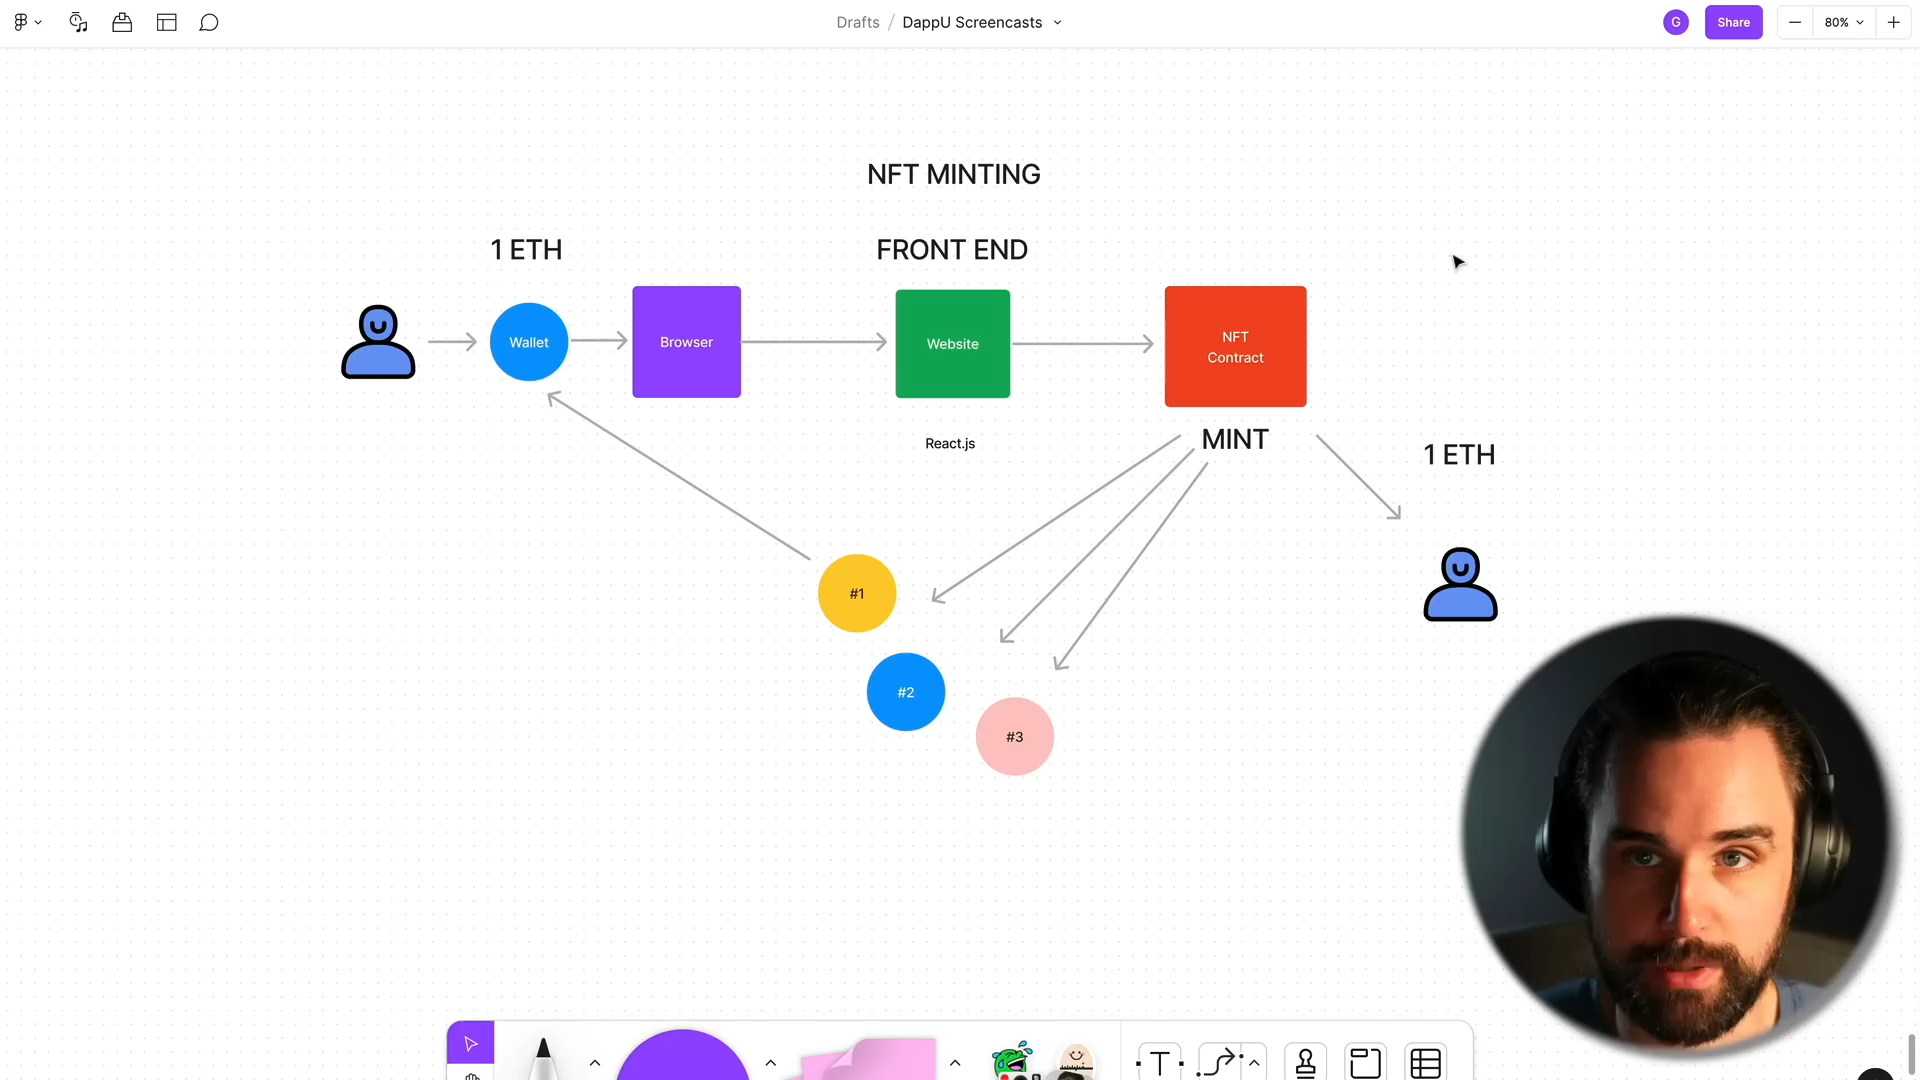 Drafts / DappU Screencasts
G
Share
80%
NFT MINTING
1 ETH
FRONT END
Wallet
Browser
Website
NFT
Contract
React.js
MINT
1 ETH
#1
#2
#3
T